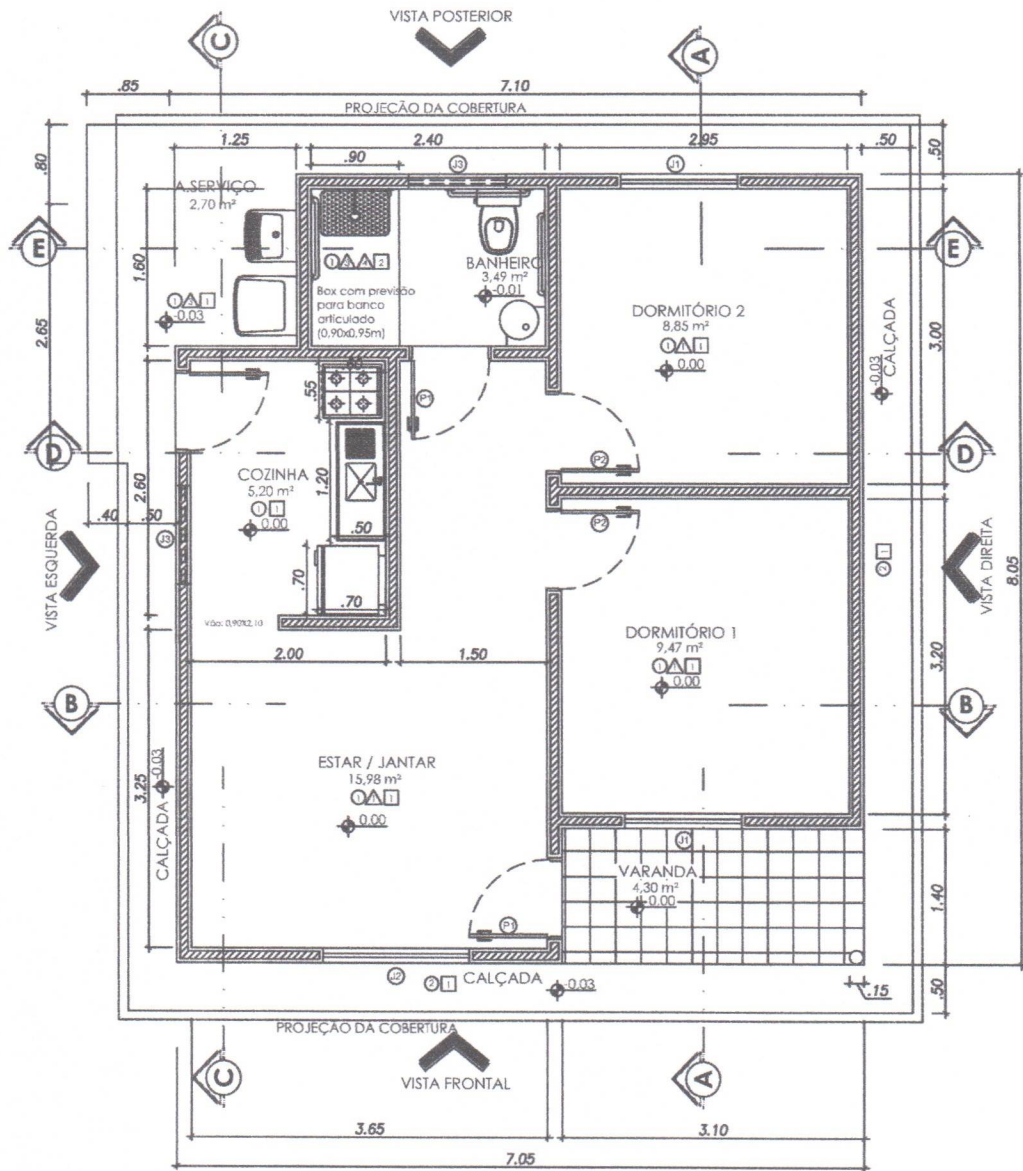 VISTA POSTERIOR
C
A
.85
7.10
PROJEÇÃO DA COBERTURA
1.25
2.40
2.95
.50
.90
J3
J1
.80
.50
A.SERVIÇO
2,70 m²
E
E
1.60
2.65
BANHEIRO
3,49 m²
-0.01
Box com previsão
para banco
articulado
(0,90x0,95m)
-0.03
DORMITÓRIO 2
8,85 m²
0.00
CALÇADA
-0.03
3.00
P1
.55
D
D
P2
COZINHA
5,20 m²
0.00
1.20
2.60
.50
.40
.50
J3
P2
VISTA ESQUERDA
VISTA DIREITA
8.05
2 1
.70
.70
Vão: 0,90x2,10
2.00
1.50
DORMITÓRIO 1
9,47 m²
0.00
3.20
B
B
ESTAR / JANTAR
15,98 m²
0.00
-0.03
CALÇADA
3.25
J1
VARANDA
4,30 m²
0.00
1.40
P1
J2
2 1
CALÇADA
-0.03
.15
.50
PROJEÇÃO DA COBERTURA
C
VISTA FRONTAL
A
3.65
3.10
7.05